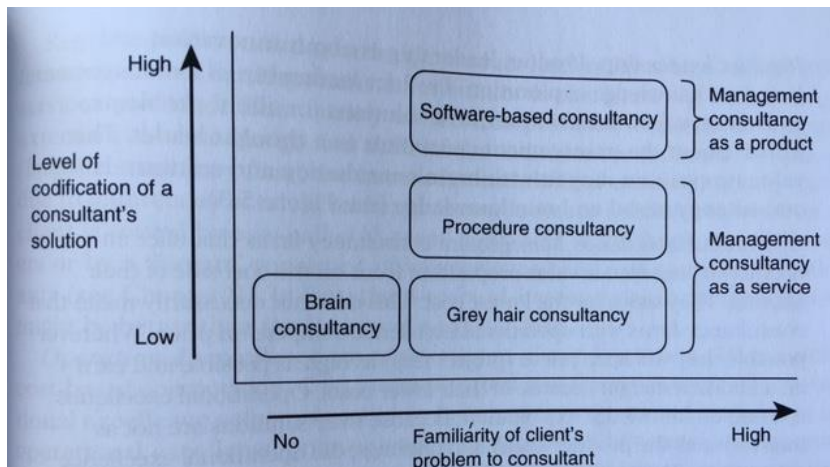 High
Level of
codification of a
consultant's
solution
Low
Software-based consultancy
Procedure consultancy
Brain
consultancy
Grey hair consultancy
Management
consultancy
as a product
Management
consultancy
as a service
No
Familiarity of client's
problem to consultant
High